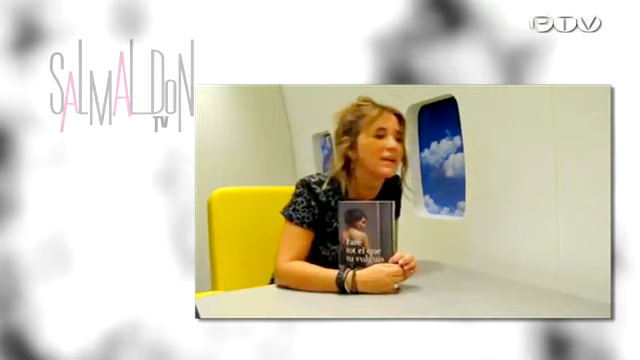 PTV
SALMALDON
TV
Faré
tot el que
tu vulguis